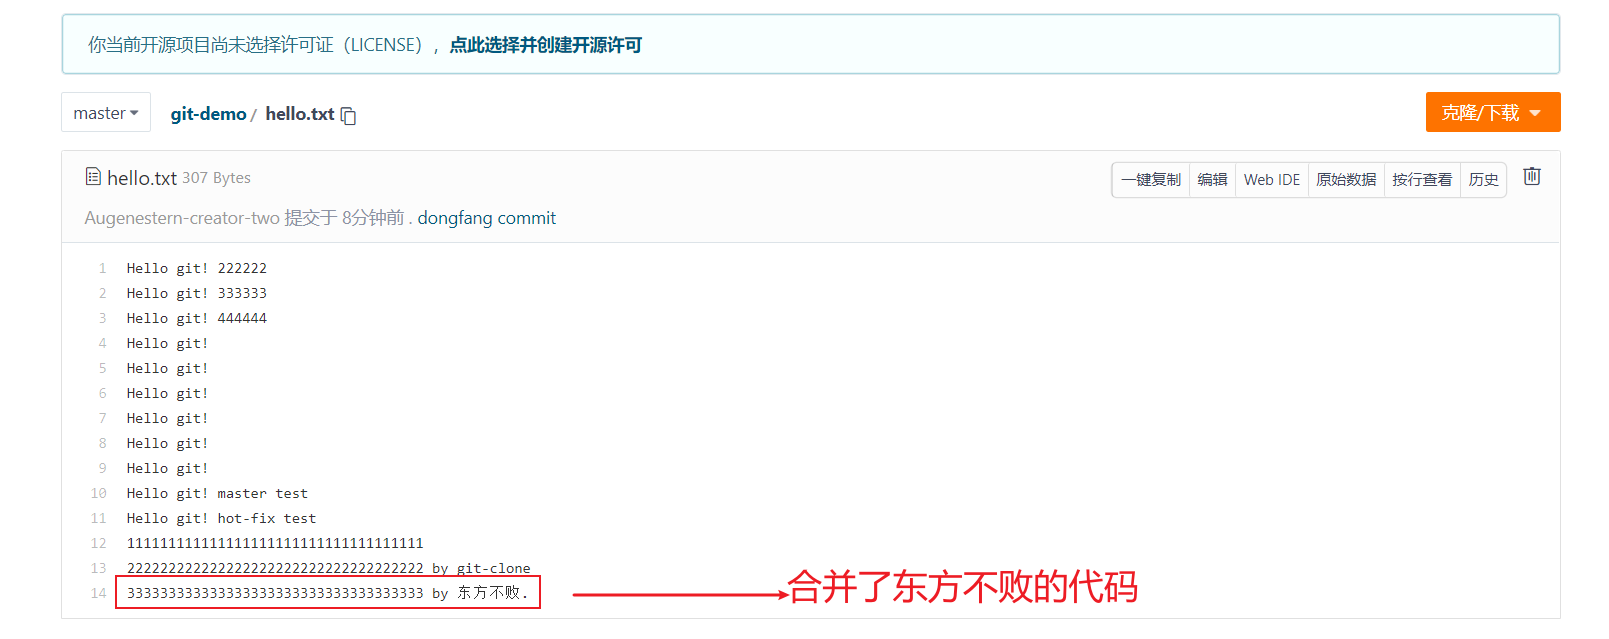 你当前开源项目尚未选择许可证（LICENSE），点此选择并创建开源许可
master git-demo / hello.txt 克隆/下载
hello.txt 307 Bytes 一键复制 编辑 Web IDE 原始数据 按行查看 历史
Augenestern-creator-two 提交于 8分钟前 . dongfang commit
1 Hello git! 222222
2 Hello git! 333333
3 Hello git! 444444
4 Hello git!
5 Hello git!
6 Hello git!
7 Hello git!
8 Hello git!
9 Hello git!
10 Hello git! master test
11 Hello git! hot-fix test
12 111111111111111111111111111111111111
13 222222222222222222222222222222222222 by git-clone
14 333333333333333333333333333333333333 by 东方不败. 合并了东方不败的代码